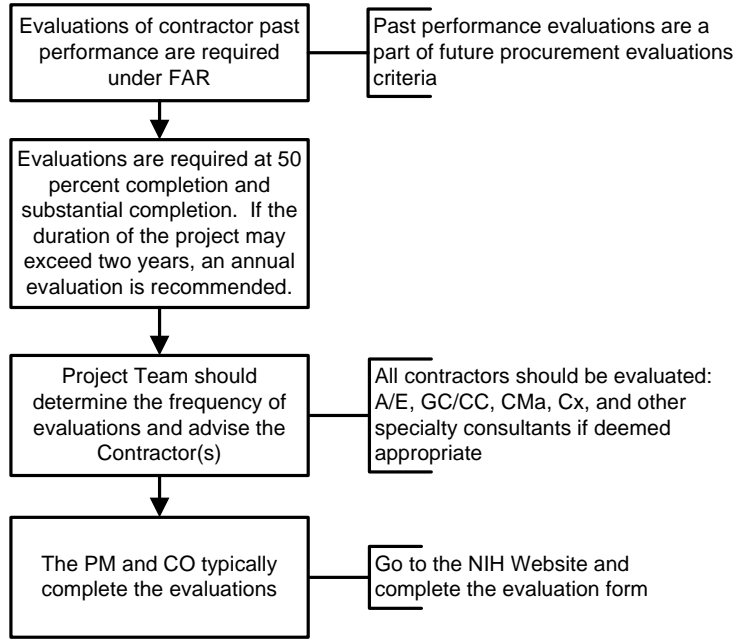 Evaluations of contractor past
performance are required
under FAR
Past performance evaluations are a
part of future procurement evaluations
criteria
Evaluations are required at 50
percent completion and
substantial completion.  If the
duration of the project may
exceed two years, an annual
evaluation is recommended.
Project Team should
determine the frequency of
evaluations and advise the
Contractor(s)
All contractors should be evaluated:
A/E, GC/CC, CMa, Cx, and other
specialty consultants if deemed
appropriate
The PM and CO typically
complete the evaluations
Go to the NIH Website and
complete the evaluation form